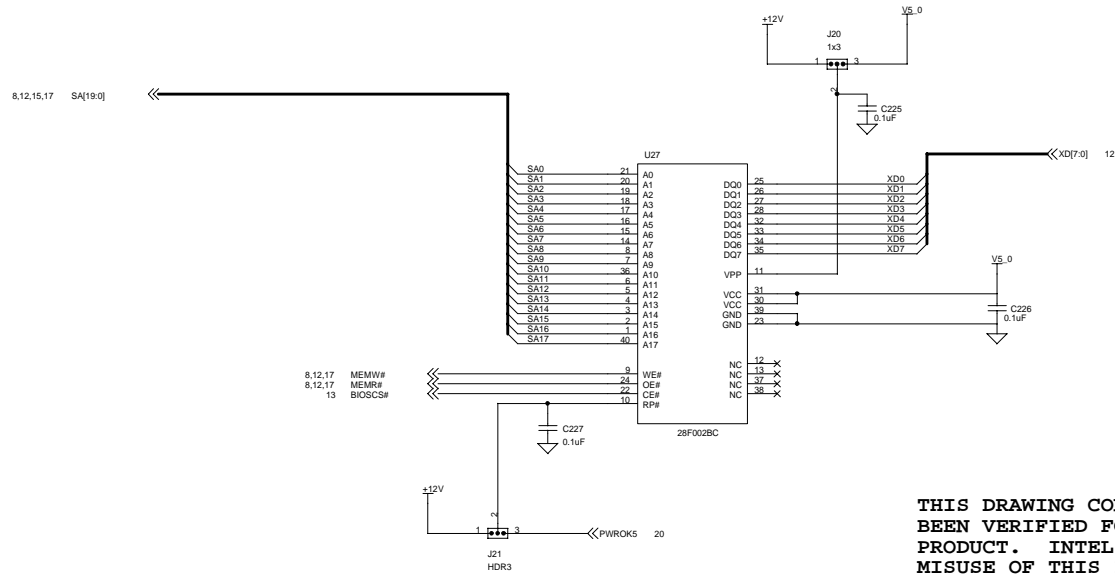 +12V
V5_0
J20
1x3
1
3
2
C225
0.1uF
8,12,15,17 SA[19:0]
XD[7:0] 12
U27
SA0 21 A0
SA1 20 A1
SA2 19 A2
SA3 18 A3
SA4 17 A4
SA5 16 A5
SA6 15 A6
SA7 14 A7
SA8 8 A8
SA9 7 A9
SA10 36 A10
SA11 6 A11
SA12 5 A12
SA13 4 A13
SA14 3 A14
SA15 2 A15
SA16 1 A16
SA17 40 A17
DQ0 25 XD0
DQ1 26 XD1
DQ2 27 XD2
DQ3 28 XD3
DQ4 32 XD4
DQ5 33 XD5
DQ6 34 XD6
DQ7 35 XD7
VPP 11
VCC 31
VCC 30
GND 39
GND 23
V5_0
C226
0.1uF
NC 12
NC 13
NC 37
NC 38
8,12,17 MEMW# 9 WE#
8,12,17 MEMR# 24 OE#
13 BIOSCS# 22 CE#
10 RP#
28F002BC
C227
0.1uF
+12V
2
1
3
PWROK5 20
J21
HDR3
THIS DRAWING CO
BEEN VERIFIED FO
PRODUCT. INTEL
MISUSE OF THIS